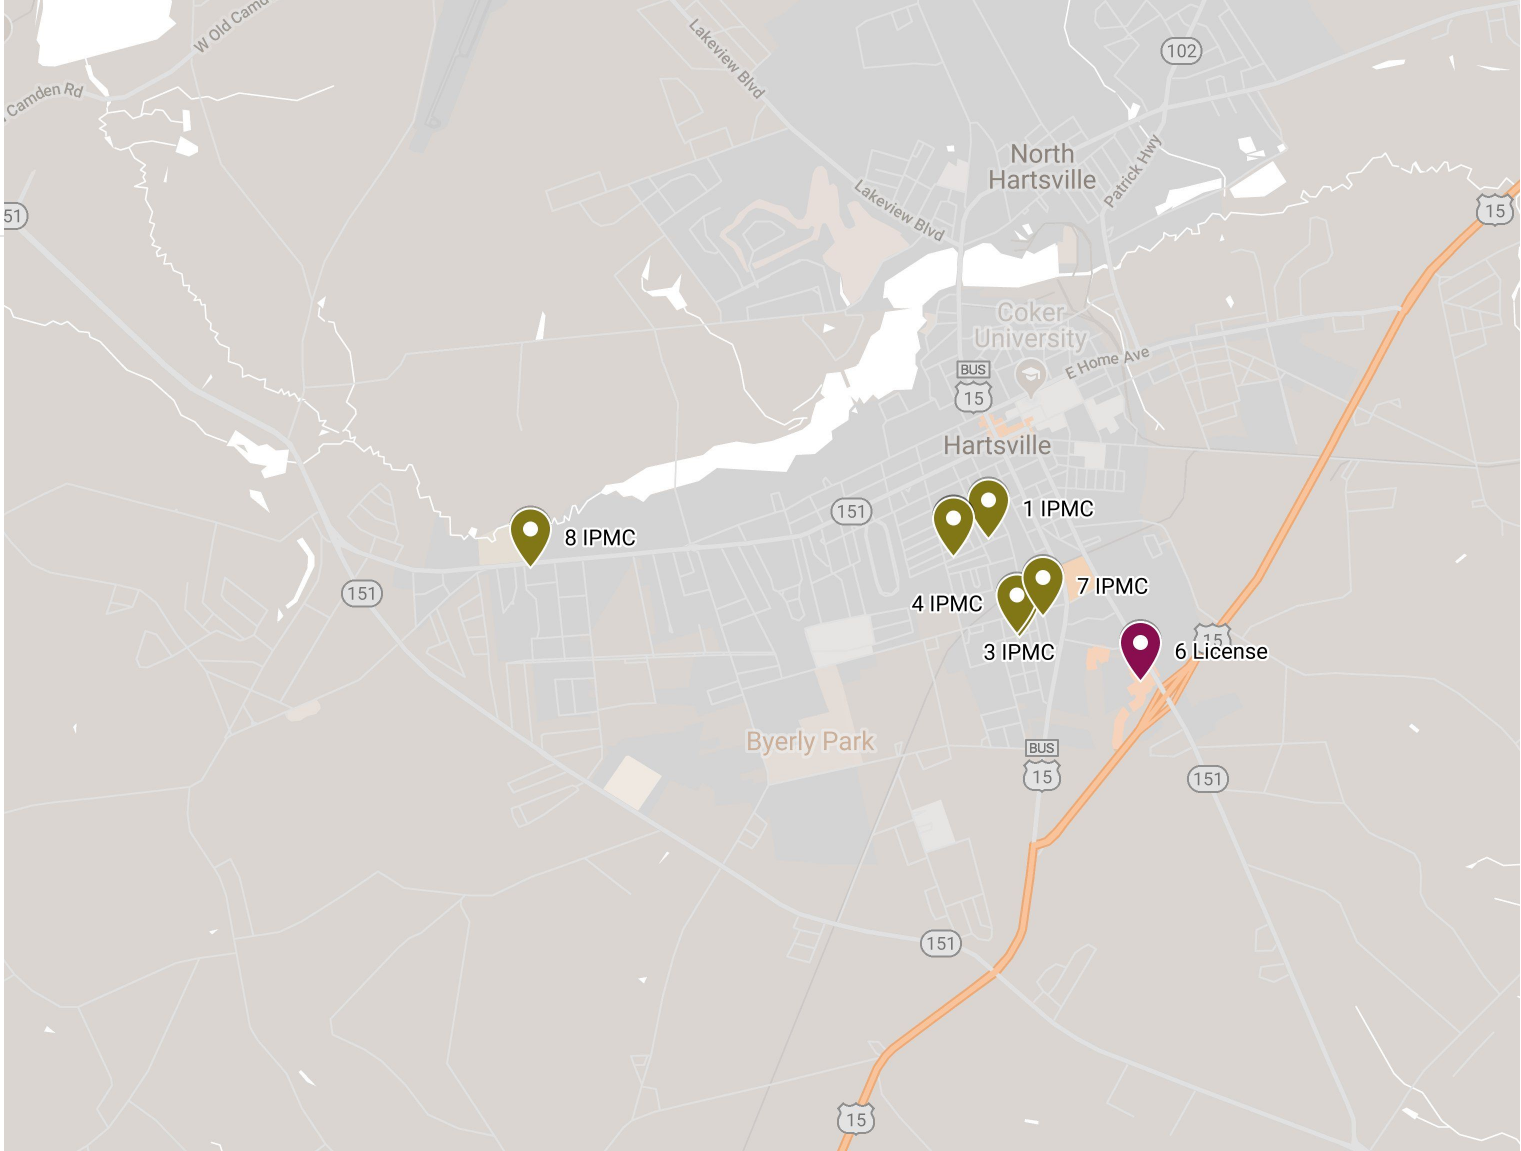 W Old Camd
Camden Rd
Lakeview Blvd
102
North
Hartsville
Patrick Hwy
Lakeview Blvd
51
15
Coker
University
E Home Ave
BUS
15
Hartsville
151
1 IPMC
8 IPMC
151
7 IPMC
4 IPMC
3 IPMC
15
6 License
Byerly Park
BUS
15
151
151
15